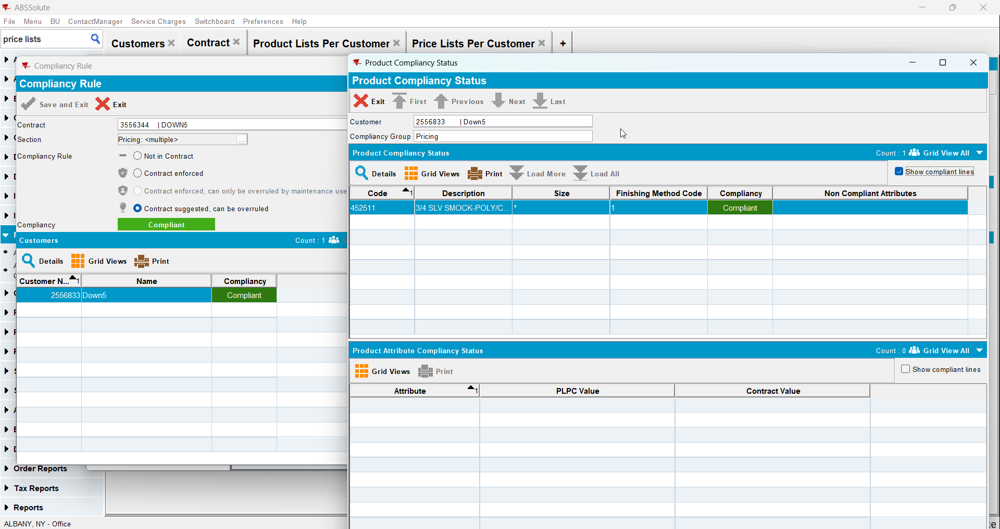 ABSSolute
File Menu BU ContactManager Service Charges Switchboard Preferences Help
price lists
Customers
Contract
Product Lists Per Customer
Price Lists Per Customer
+
Compliancy Rule
Compliancy Rule
Save and Exit Exit
Contract 3556344 | DOWN5
Section Pricing: <multiple> ...
Compliancy Rule
Not in Contract
Contract enforced
Contract enforced, can only be overruled by maintenance use
Contract suggested, can be overruled
Compliancy Compliant
Customers Count : 1
Details Grid Views Print
Customer N... 1 Name Compliancy
2556833 Down5 Compliant
Order Reports
Tax Reports
Reports
ALBANY, NY - Office
Product Compliancy Status
Product Compliancy Status
Exit First Previous Next Last
Customer 2556833 | Down5
Compliancy Group Pricing
Product Compliancy Status Count : 1 Grid View All
Details Grid Views Print Load More Load All Show compliant lines
Code 1 Description Size Finishing Method Code Compliancy Non Compliant Attributes
452511 3/4 SLV SMOCK-POLY/C... * 1 Compliant
Product Attribute Compliancy Status Count : 0 Grid View All
Grid Views Print Show compliant lines
Attribute 1 PLPC Value Contract Value